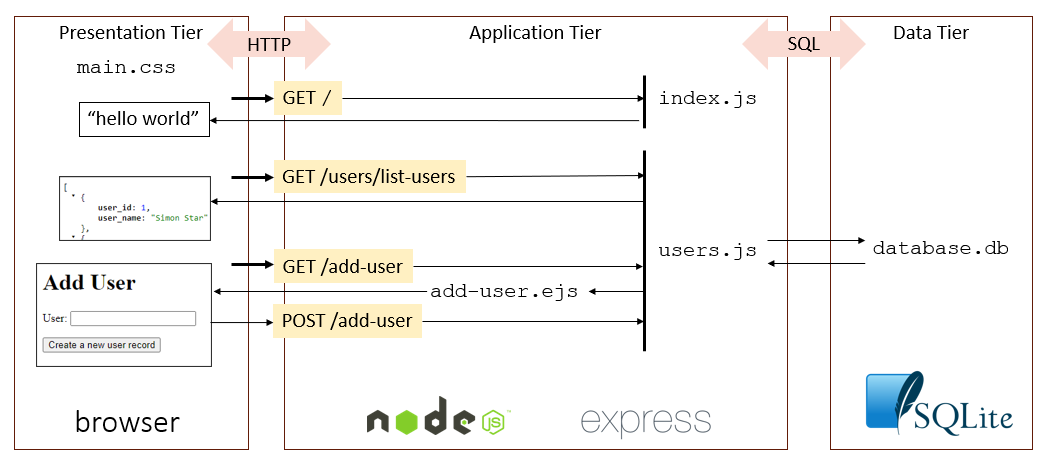 Presentation Tier
HTTP
Application Tier
SQL
Data Tier
main.css
GET /
index.js
“hello world”
GET /users/list-users
[
{
user_id: 1,
user_name: "Simon Star"
},
{
users.js
database.db
GET /add-user
Add User
add-user.ejs
User:
POST /add-user
Create a new user record
browser
node
JS
™
express
SQLite